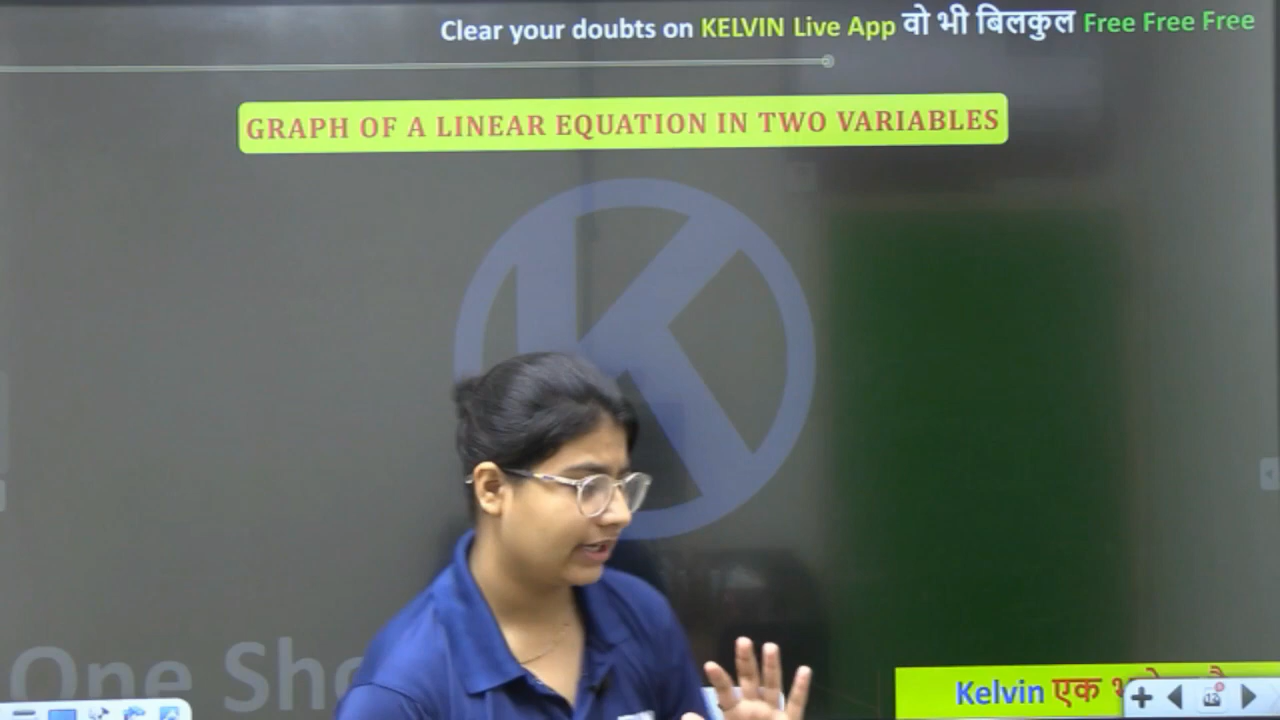 Clear your doubts on KELVIN Live App वो भी बिलकुल Free Free Free
GRAPH OF A LINEAR EQUATION IN TWO VARIABLES
One
Kelvin एक